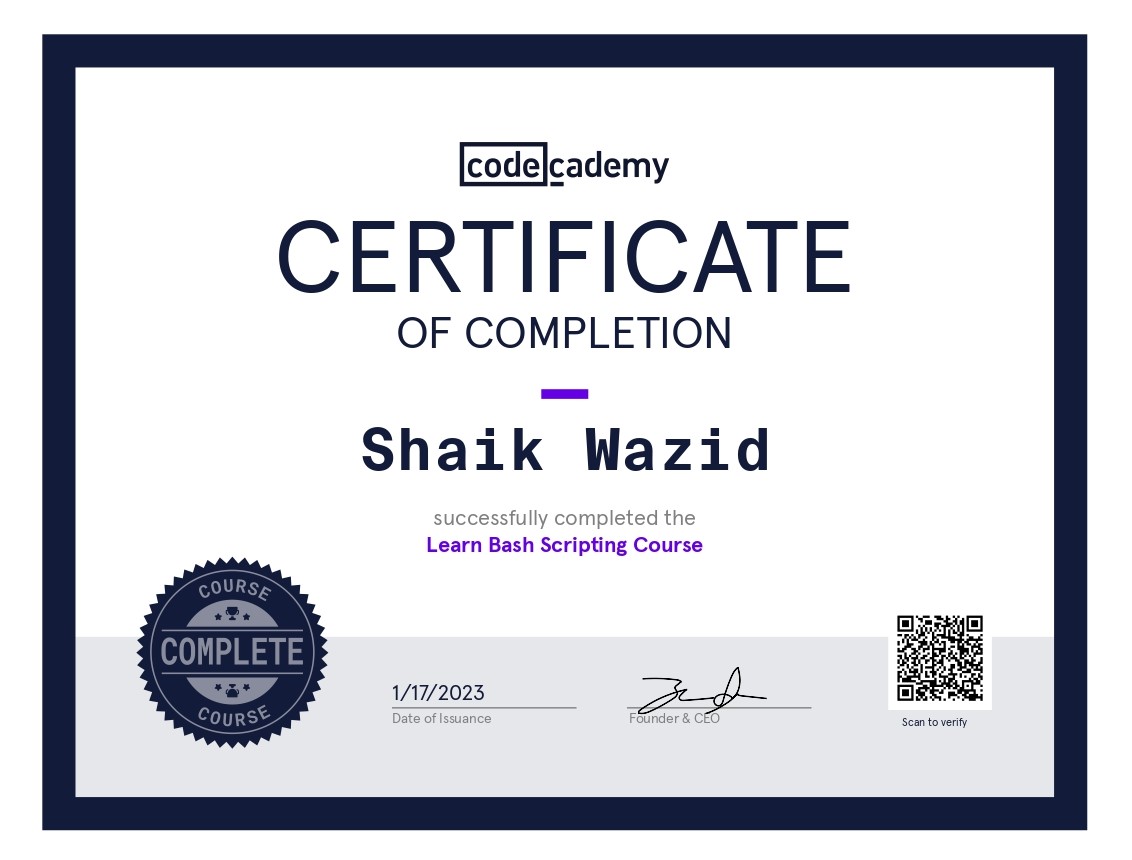 codecademy
CERTIFICATE
OF COMPLETION
Shaik Wazid
successfully completed the
Learn Bash Scripting Course
COURSE
COMPLETE
COURSE
1/17/2023
Date of Issuance
Founder & CEO
Scan to verify